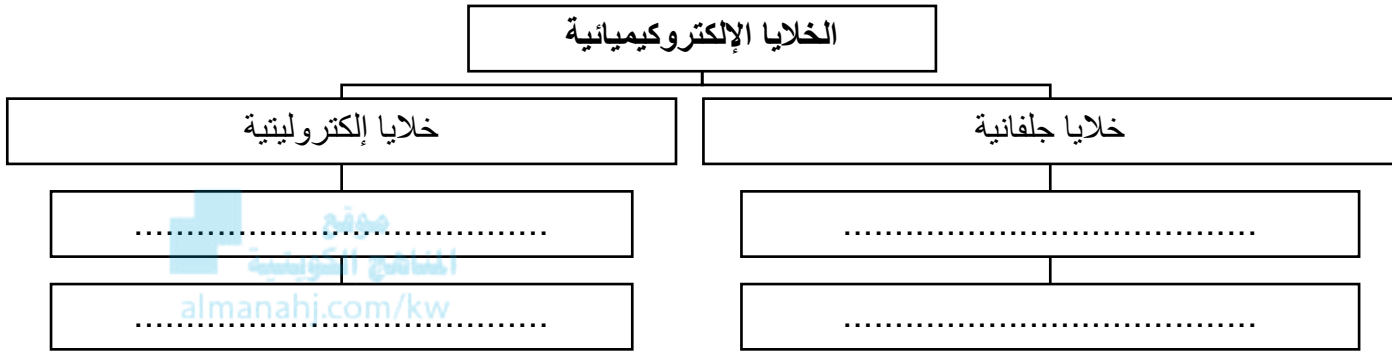 الخلايا الإلكتروكيميائية
خلايا جلفانية
خلايا إلكتروليتية
........................................
........................................
موقع
المناهج الكويتية
almanahj.com/kw
........................................
........................................